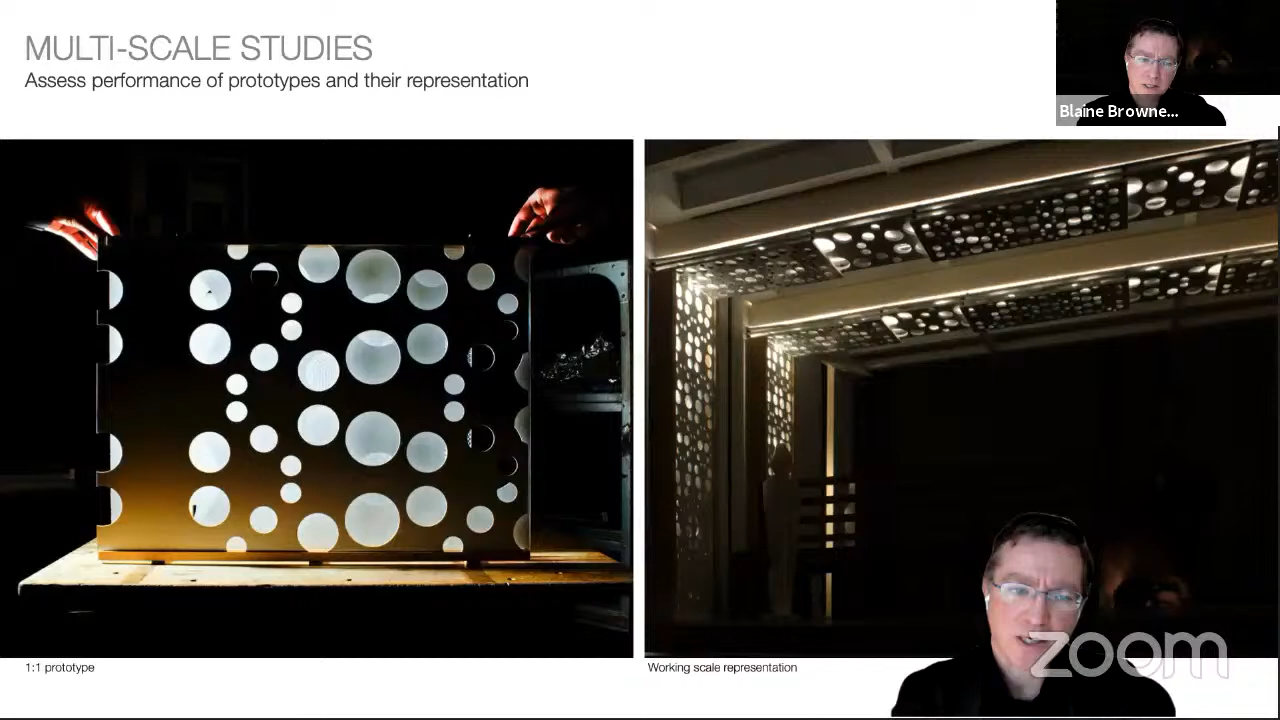 MULTI-SCALE STUDIES
Assess performance of prototypes and their representation
Blaine Browne...
1:1 prototype
Working scale representation
zoom